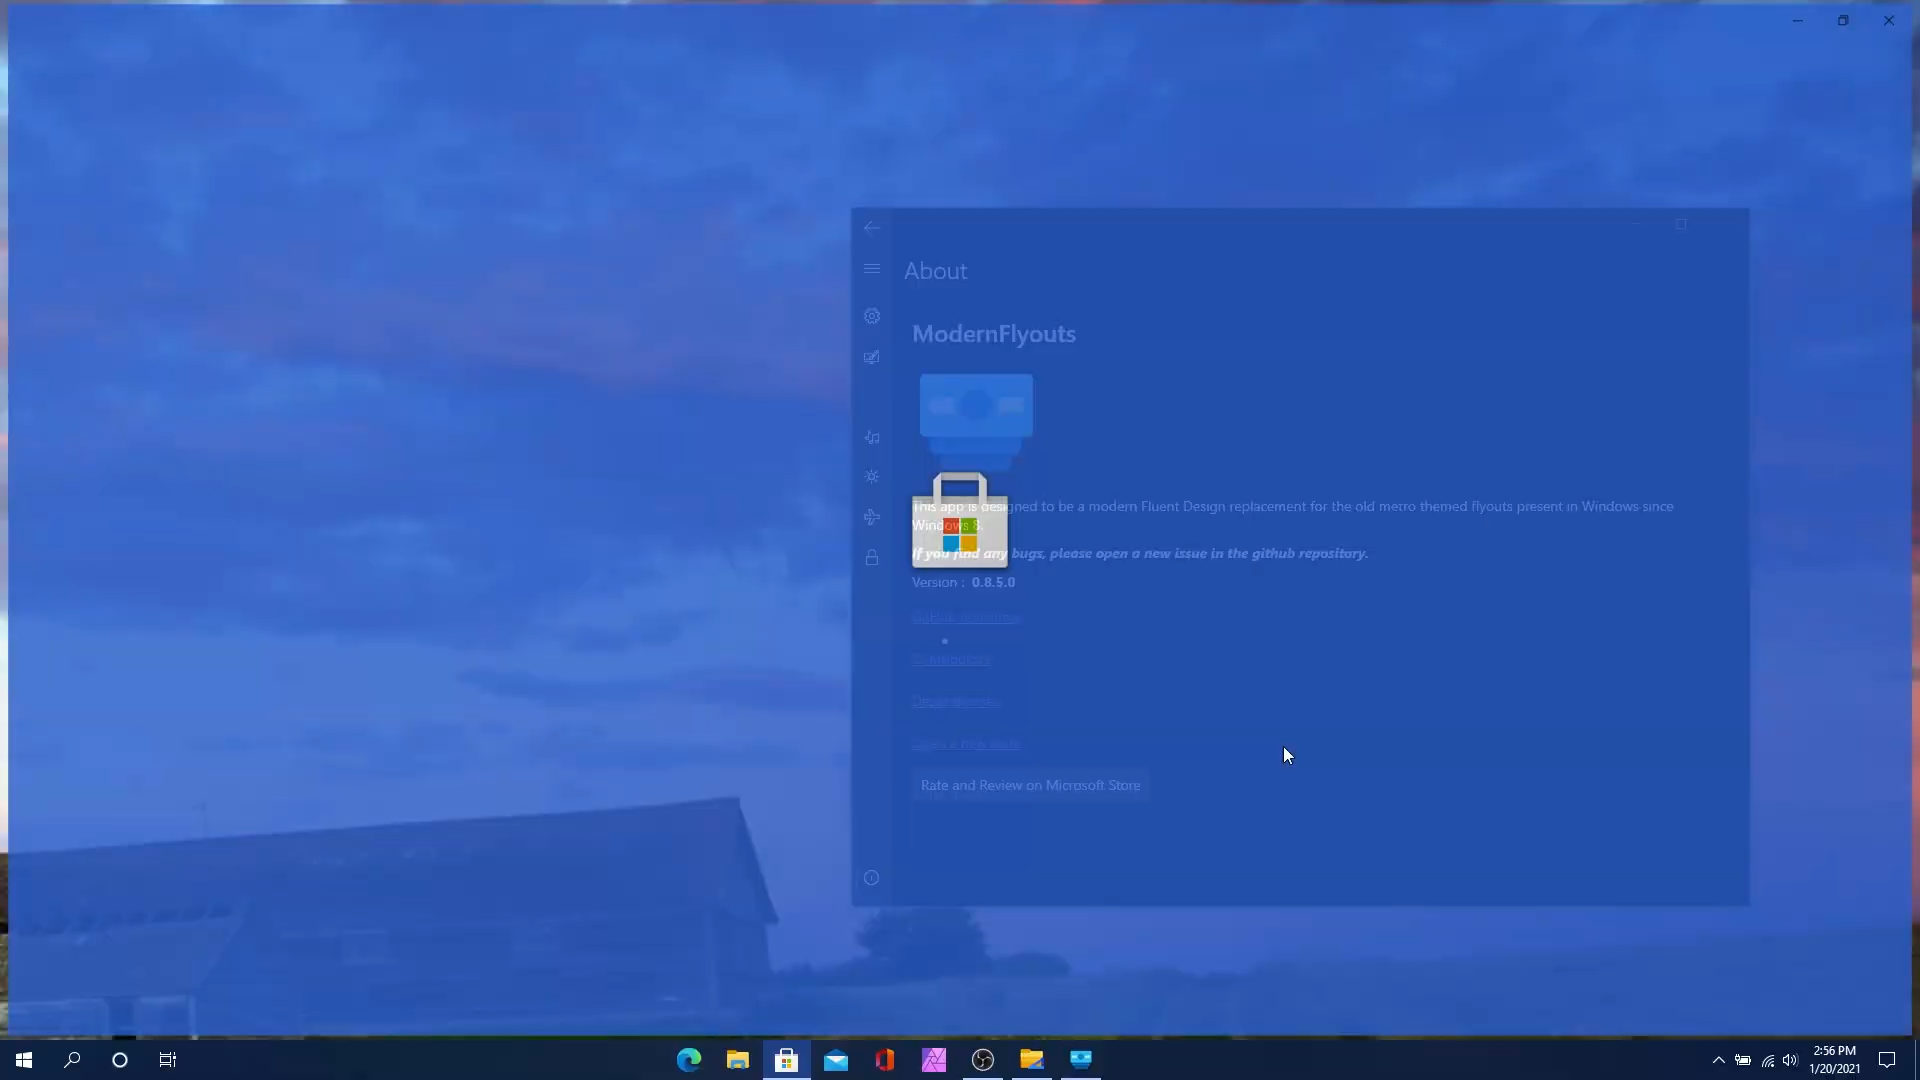 About
ModernFlyouts
This app is designed to be a modern Fluent Design replacement for the old metro themed flyouts present in Windows since
Windows 8.
If you find any bugs, please open a new issue in the github repository.
Version : 0.8.5.0
Rate and Review on Microsoft Store
2:56 PM
1/20/2021